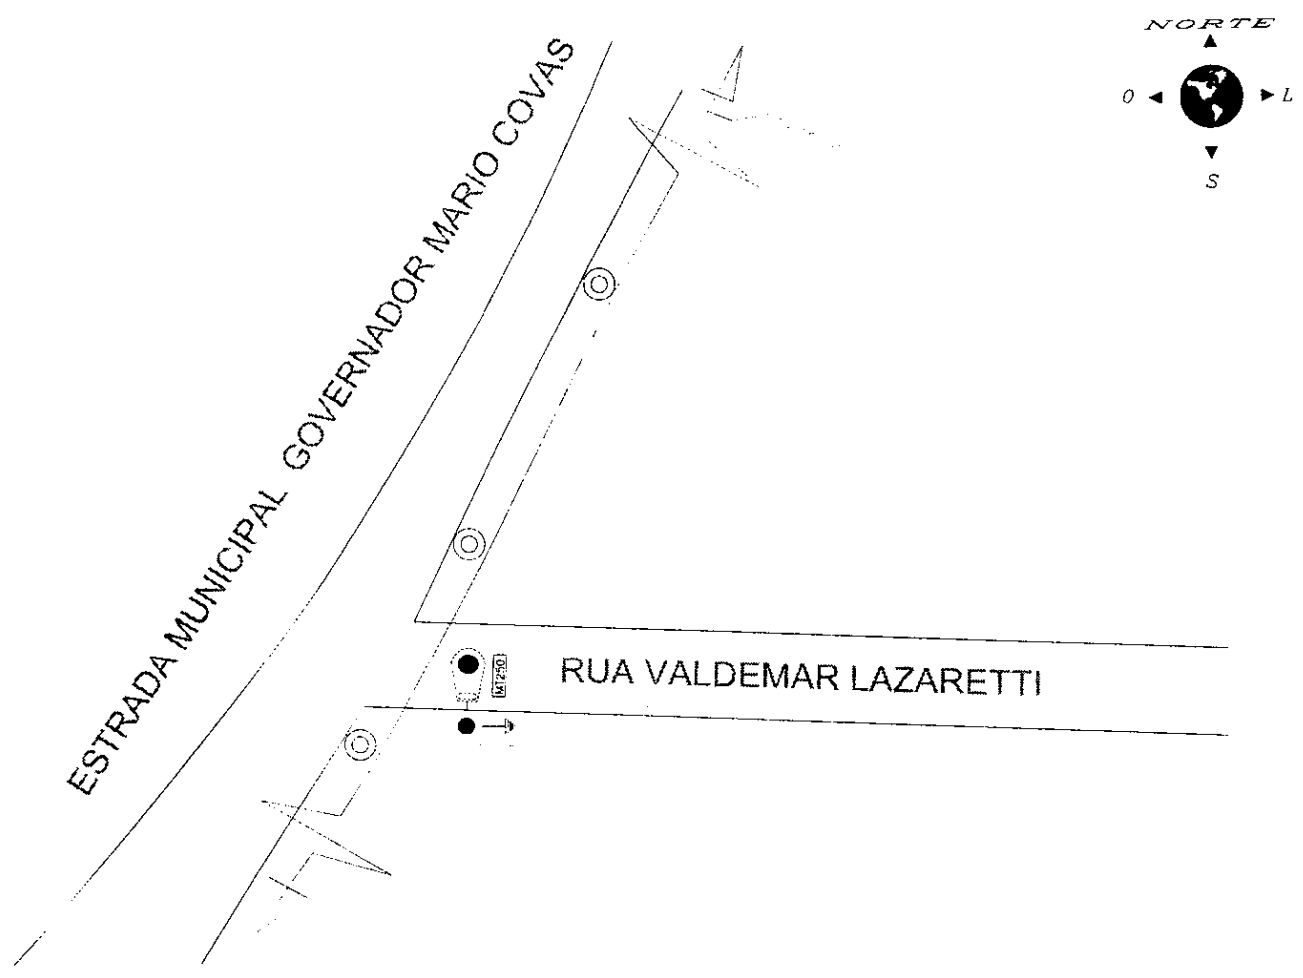 NORTE
O
L
S
ESTRADA MUNICIPAL GOVERNADOR MARIO COVAS
RUA VALDEMAR LAZARETTI
MT250